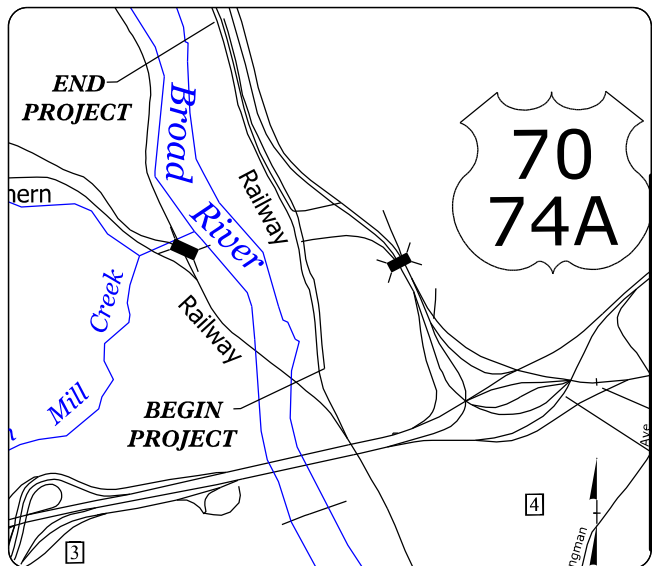 END
PROJECT
Broad
River
70
74A
Railway
hern
Creek
Railway
Mill
BEGIN
PROJECT
Ave
4
ngman
3